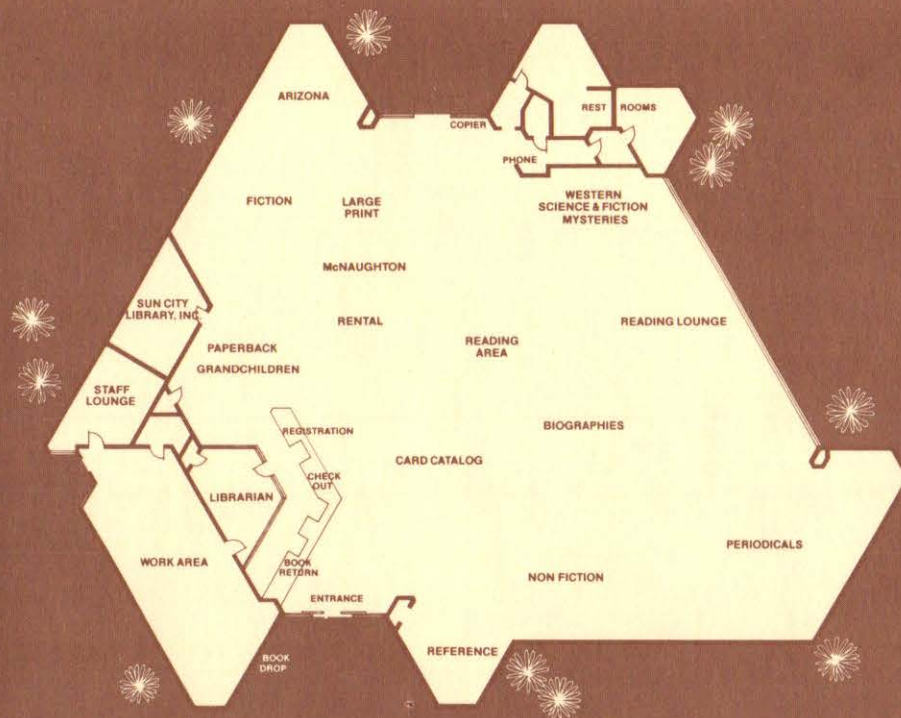 ARIZONA
COPIER
REST ROOMS
PHONE
FICTION
LARGE
PRINT
WESTERN
SCIENCE & FICTION
MYSTERIES
McNAUGHTON
SUN CITY
LIBRARY, INC.
RENTAL
READING LOUNGE
PAPERBACK
GRANDCHILDREN
READING
AREA
STAFF
LOUNGE
REGISTRATION
BIOGRAPHIES
CARD CATALOG
CHECK
OUT
LIBRARIAN
WORK AREA
BOOK
RETURN
PERIODICALS
NON FICTION
ENTRANCE
REFERENCE
BOOK
DROP